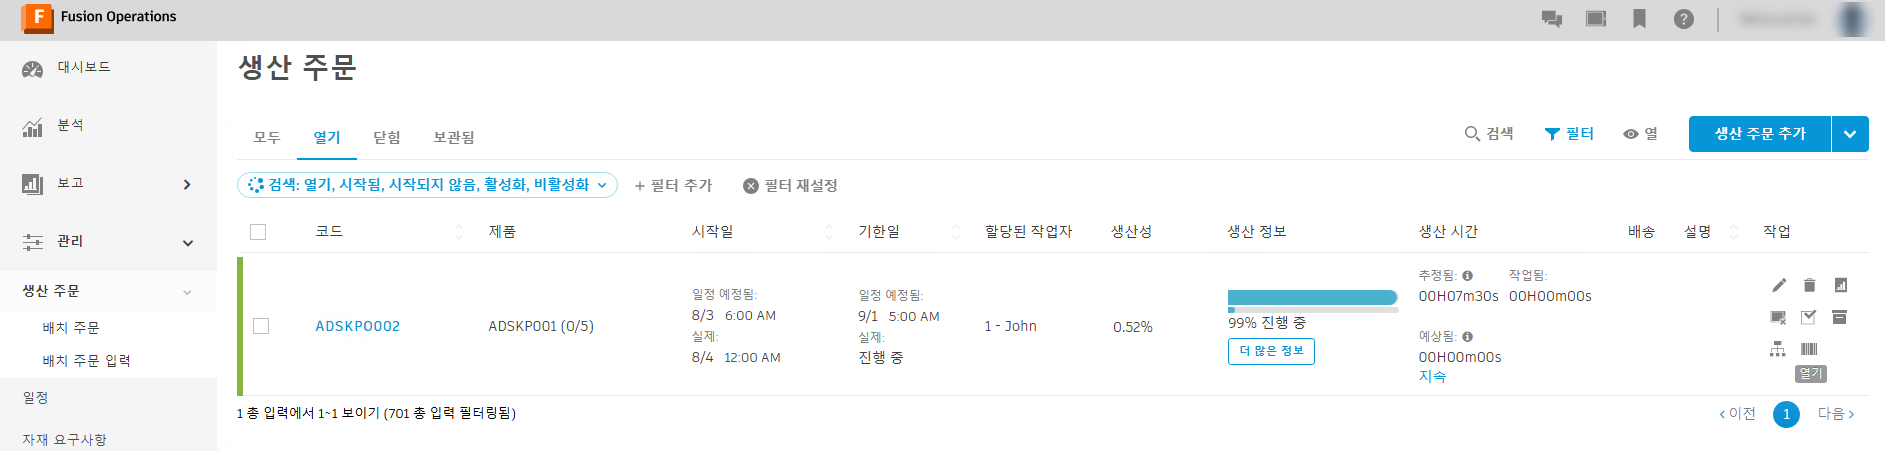 F Fusion Operations
대시보드
분석
보고
관리
생산 주문
배치 주문
배치 주문 입력
일정
자재 요구사항
생산 주문
모두 열기 닫힘 보관됨
검색 필터 열 생산 주문 추가
검색: 열기, 시작됨, 시작되지 않음, 활성화, 비활성화 + 필터 추가 필터 재설정
코드 제품 시작일 기한일 할당된 작업자 생산성 생산 정보 생산 시간 배송 설명 작업
ADSKPO002
ADSKP001 (0/5)
일정 예정됨:
8/3 6:00 AM
실제:
8/4 12:00 AM
일정 예정됨:
9/1 5:00 AM
실제:
진행 중
1 - John
0.52%
99% 진행 중
더 많은 정보
추정됨: 작업됨:
00H07m30s 00H00m00s
예상됨:
00H00m00s
지속
열기
1 총 입력에서 1~1 보이기 (701 총 입력 필터링됨)
이전 1 다음